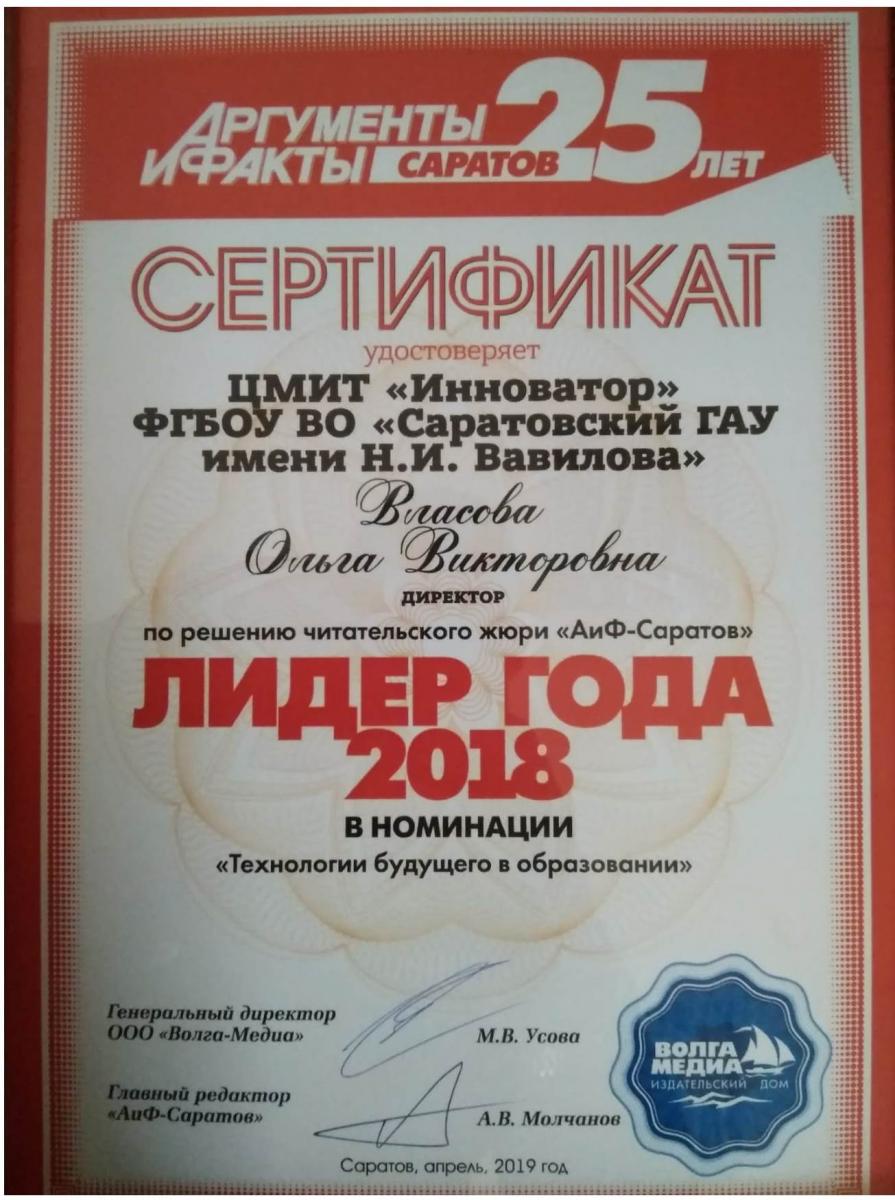 АРГУМЕНТЫ
И ФАКТЫ САРАТОВ 25 ЛЕТ
СЕРТИФИКАТ
удостоверяет
ЦМИТ «Инноватор»
ФГБОУ ВО «Саратовский ГАУ
имени Н.И. Вавилова»
Власова
Ольга Викторовна
ДИРЕКТОР
по решению читательского жюри «АиФ-Саратов»
ЛИДЕР ГОДА
2018
В НОМИНАЦИИ
«Технологии будущего в образовании»
Генеральный директор
ООО «Волга-Медиа» М.В. Усова
Главный редактор
«АиФ-Саратов» А.В. Молчанов
ВОЛГА
МЕДИА
ИЗДАТЕЛЬСКИЙ ДОМ
Саратов, апрель, 2019 год